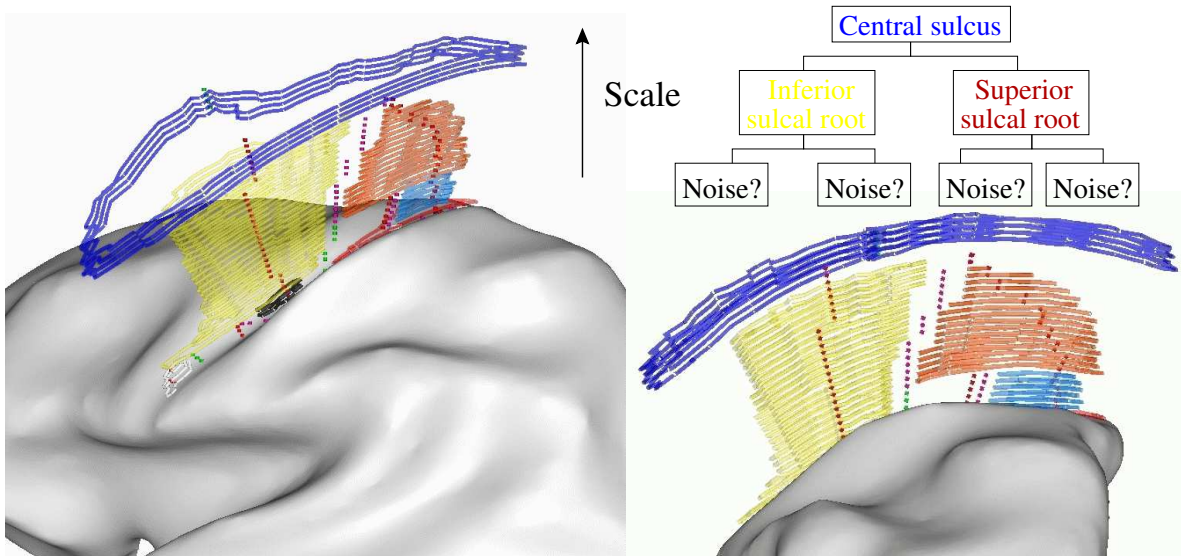 Scale
Central sulcus
Inferior
sulcal root
Superior
sulcal root
Noise?
Noise?
Noise?
Noise?